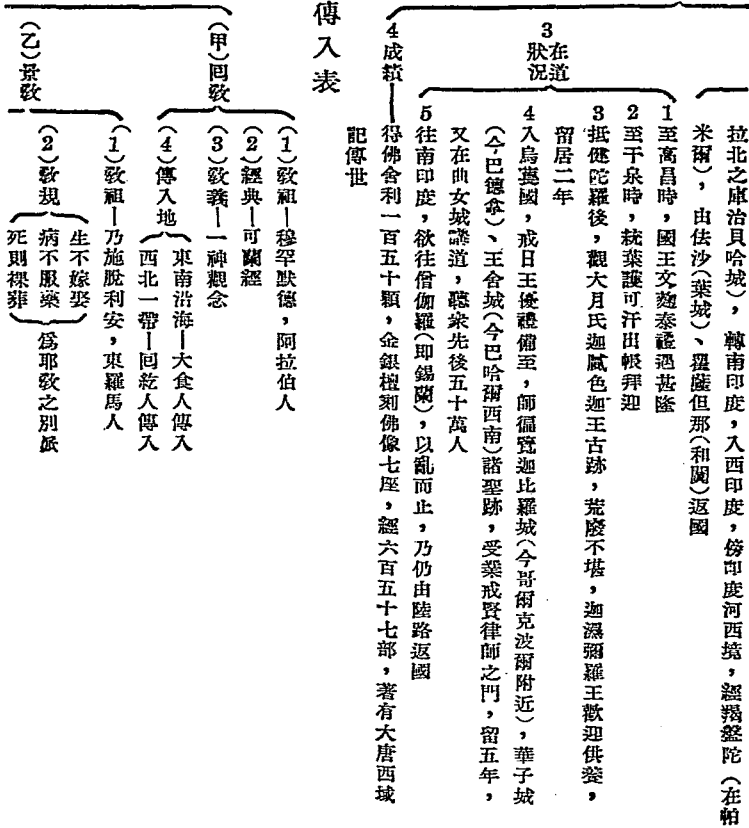 拉北之庫治貝哈城），轉南印度，入西印度，傍印度河西境，經羯盤陀（在帕
米爾），由佉沙（葉城）、瞿薩但那（和闐）返國
3 在道狀況
1 至高昌時，國王文麴泰禮遇甚隆
2 至千泉時，統葉護可汗出帳拜迎
3 抵健陀羅後，觀大月氏迦膩色迦王古跡，荒廢不堪，迦濕彌羅王歡迎供養，
留居二年
4 入烏萇國，戒日王優禮備至，師徧覽迦比羅城（今哥爾克波爾附近），華子城
（今巴德拿）、王舍城（今巴哈爾西南）諸聖跡，受業戒賢律師之門，留五年，
又在曲女城講道，聽衆先後五十萬人
5 往南印度，欲往僧伽羅（即錫蘭），以亂而止，乃仍由陸路返國
4 成績—得佛舍利一百五十顆，金銀檀刻佛像七座，經六百五十七部，著有大唐西域
記傳世
傳入表
（甲）回敎
（1）敎祖—穆罕默德，阿拉伯人
（2）經典—可蘭經
（3）敎義—一神觀念
（4）傳入地
東南沿海—大食人傳入
西北一帶—回紇人傳入
（乙）景敎
（1）敎祖—乃施脫利安，東羅馬人
（2）敎規
生不嫁娶
病不服藥
死則裸葬
爲耶敎之別派